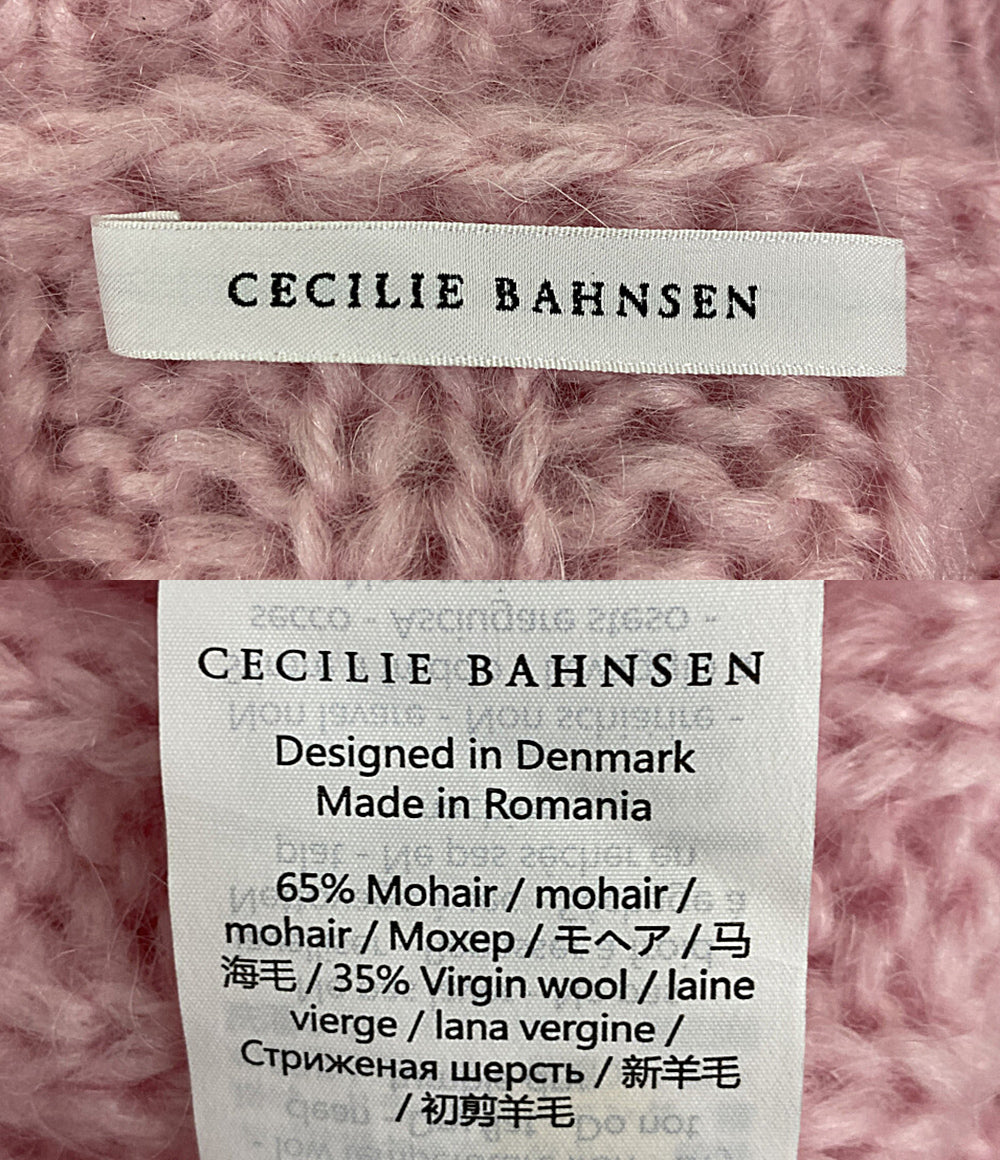 CECILIE BAHNSEN
CECILIE BAHNSEN
Designed in Denmark
Made in Romania
65% Mohair / mohair /
mohair / Мохер / モヘア / 马
海毛 / 35% Virgin wool / laine
vierge / lana vergine /
Стриженая шерсть / 新羊毛
/ 初剪羊毛